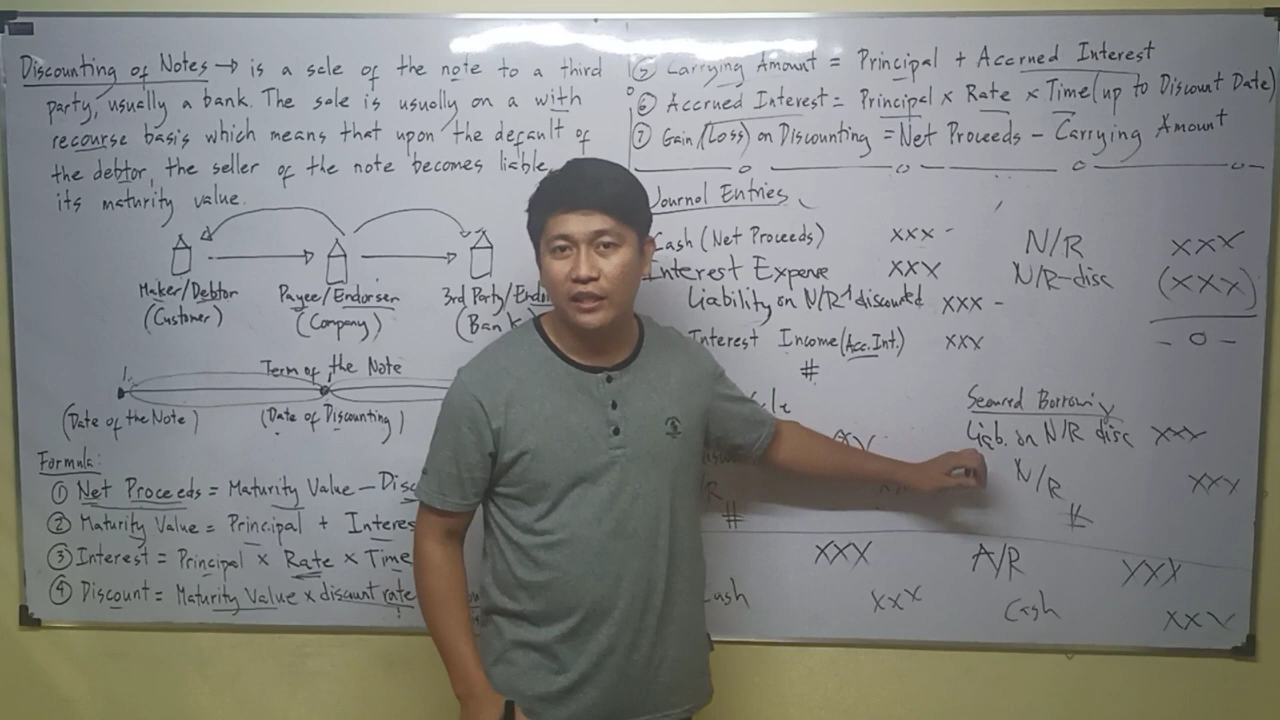 Discounting of Notes → is a sale of the note to a third
party, usually a bank. The sale is usually on a with
recourse basis which means that upon the default of
the debtor, the seller of the note becomes liable
its maturity value.
Maker/Debtor
(Customer)
Payee/Endorser
(Company)
3rd Party/Endo
(Bank
Term of the Note
(Date of the Note)
(Date of Discounting)
Formula:
① Net Proceeds = Maturity Value – Disc
② Maturity Value = Principal + Interes
③ Interest = Principal × Rate × Time
④ Discount = Maturity Value × discount rate
⑤ Carrying Amount = Principal + Accrued Interest
⑥ Accrued Interest = Principal × Rate × Time (up to Discount Date)
⑦ Gain/(Loss) on Discounting = Net Proceeds – Carrying Amount
Journal Entries
Cash (Net Proceeds) XXX
Interest Expense XXX
Liability on N/R discounted XXX
Interest Income (Acc. Int.) XXX
#
N/R XXX
N/R-disc (XXX)
- 0 -
#
Secured Borrowing
Liab. on N/R disc XXX
N/R XXX
#
XXX
Cash XXX
A/R XXX
Cash XXX